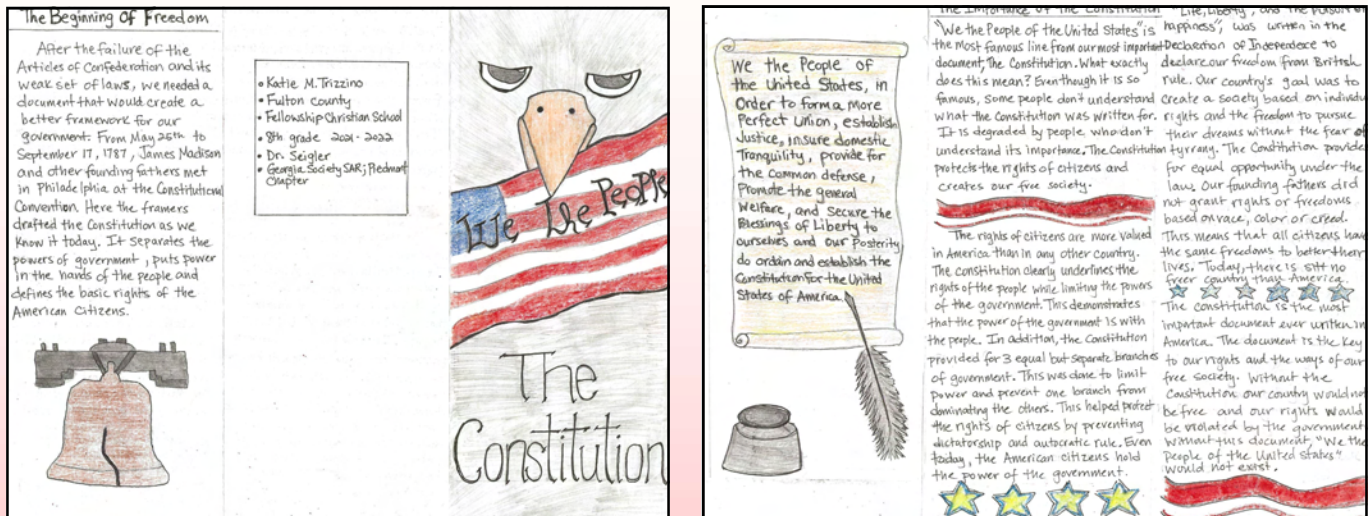 The Beginning Of Freedom
After the failure of the
Articles of Confederation and its
weak set of laws, we needed a
document that would create a
better framework for our
government. From May 25th to
September 17, 1787, James Madison
and other founding fathers met
in Philadelphia at the Constitutional
Convention. Here the framers
drafted the Constitution as we
know it today. It separates the
powers of government, puts power
in the hands of the people and
defines the basic rights of the
American Citizens.
• Katie M. Trizzino
• Fulton county
• Fellowship Christian School
• 8th grade 2021-2022
• Dr. Seigler
• Georgia Society SAR; Piedmont
Chapter
We the People
The
Constitution
We the People of
the United States, in
Order to form a more
Perfect Union, establish
Justice, insure domestic
Tranquility, provide for
the common defense,
Promote the general
Welfare, and Secure the
Blessings of Liberty to
ourselves and our Posterity
do ordain and establish the
Constitution for the United
States of America.
The Importance of the Constitution
"We the People of the United States" is
the most famous line from our most important
document, The Constitution. What exactly
does this mean? Even though it is so
famous, some people don't understand
what the Constitution was written for.
It is degraded by people who don't
understand its importance. The Constitution
protects the rights of citizens and
creates our free society.
The rights of citizens are more valued
in America than in any other country.
The constitution clearly underlines the
rights of the people while limiting the powers
of the government. This demonstrates
that the power of the government is with
the people. In addition, the Constitution
provided for 3 equal but separate branches
of government. This was done to limit
power and prevent one branch from
dominating the others. This helped protect
the rights of citizens by preventing
dictatorship and autocratic rule. Even
today, the American citizens hold
the power of the government.
"Life, Liberty, and the pursuit of
happiness", was written in the
Declaration of Independence to
declare our freedom from British
rule. Our country's goal was to
create a society based on individu
rights and the freedom to pursue
their dreams without the fear of
tyrrany. The Constitution provide
for equal opportunity under the
law. Our founding fathers did
not grant rights or freedoms
based on race, color or creed.
This means that all citizens have
the same freedoms to better their
lives. Today, there is still no
freer country than America.
The constitution is the most
important document ever written in
America. The document is the key
to our rights and the ways of our
free society. Without the
Constitution our country would not
be free and our rights would
be violated by the government
without this document, "We the
People of the United States"
would not exist.